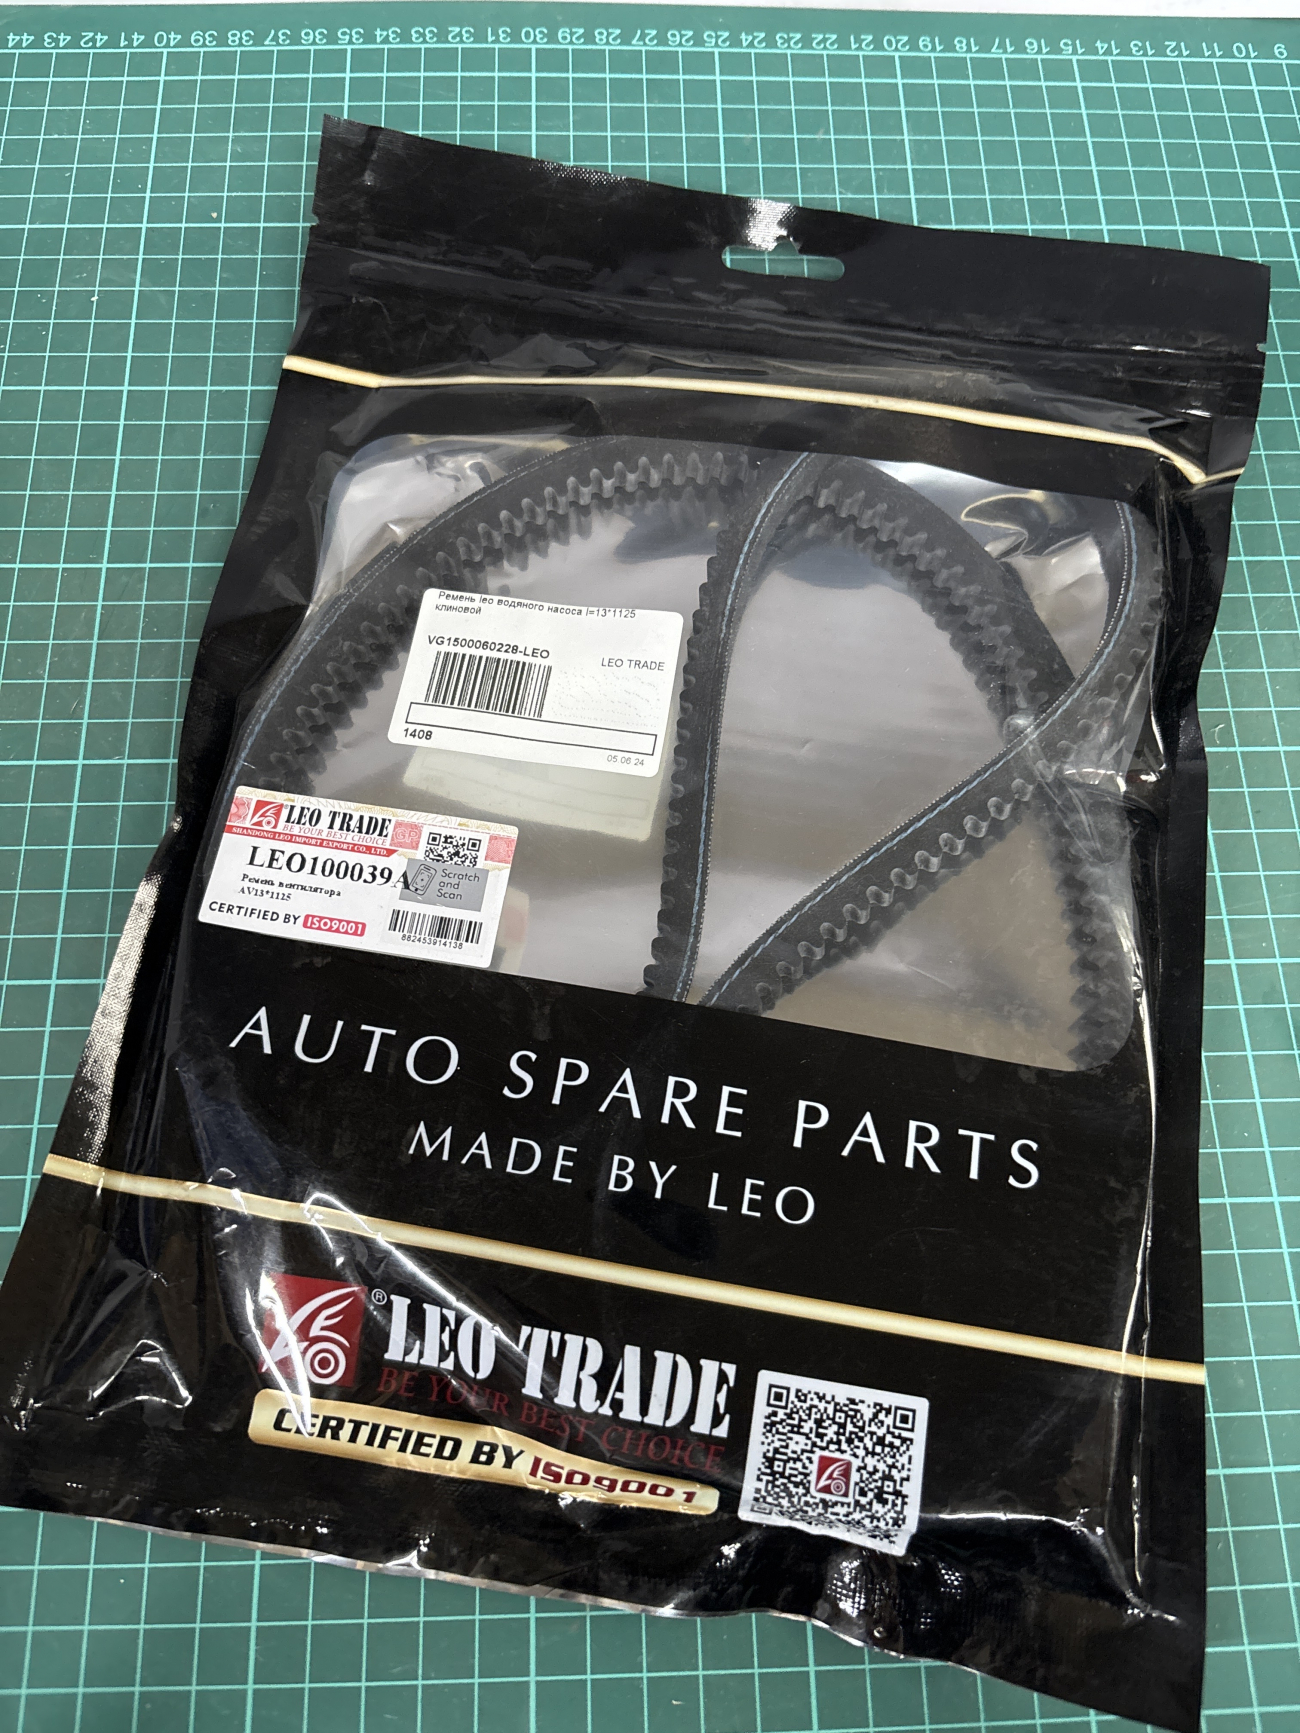 44 43 42 41 40 39 38 37 36 35 34 33 32 31 30 29 28 27 26 25 24 23 22 21 20 19 18 17 16 15 14 13 12 11 10 9
Ремень leo водяного насоса l=13*1125
клиновой
VG1500060228-LEO
LEO TRADE
1408
05 06 24
LEO TRADE
BE YOUR BEST CHOICE
SHANDONG LEO IMPORT EXPORT CO., LTD.
LEO100039A
Ремень вентилятора
AV13*1125
CERTIFIED BY ISO9001
Scratch
and
Scan
882453914138
AUTO SPARE PARTS
MADE BY LEO
® LEO TRADE
BE YOUR BEST CHOICE
CERTIFIED BY ISO9001